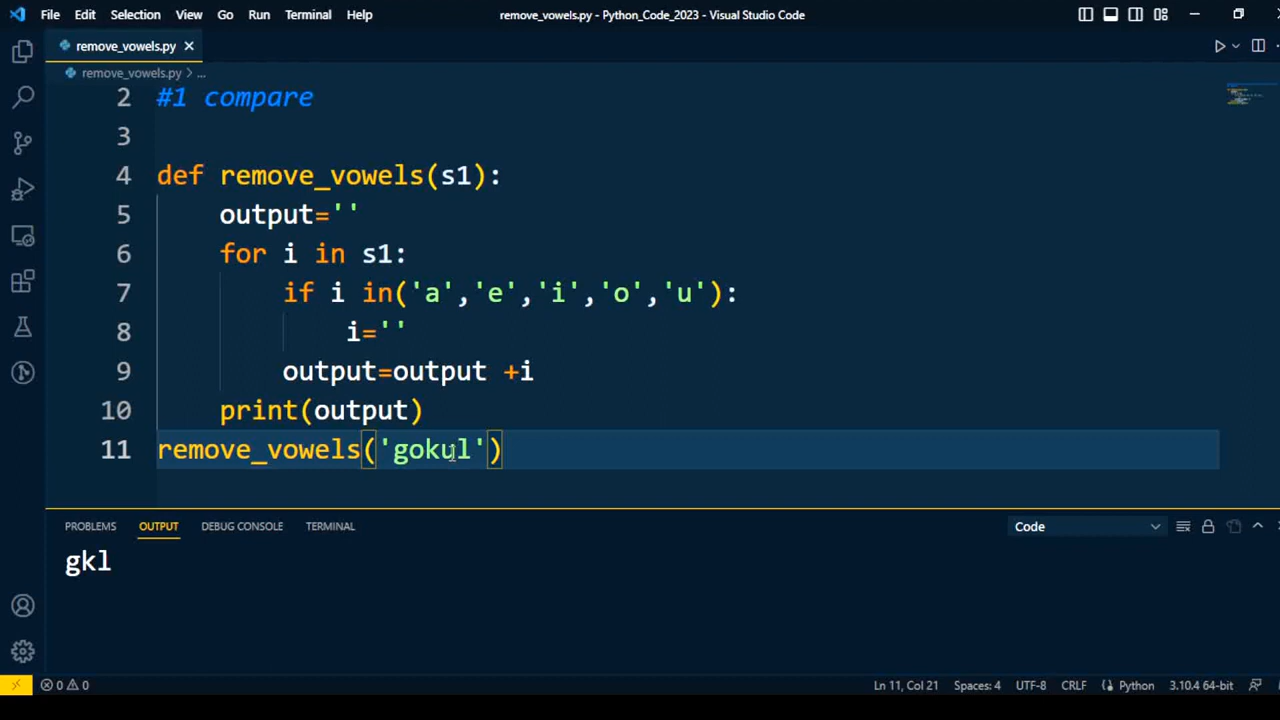 File Edit Selection View Go Run Terminal Help remove_vowels.py - Python_Code_2023 - Visual Studio Code
remove_vowels.py
remove_vowels.py > ...
2 #1 compare
3
4 def remove_vowels(s1):
5 output=''
6 for i in s1:
7 if i in('a','e','i','o','u'):
8 i=''
9 output=output +i
10 print(output)
11 remove_vowels('gokul')
PROBLEMS OUTPUT DEBUG CONSOLE TERMINAL Code
gkl
0 0 Ln 11, Col 21 Spaces: 4 UTF-8 CRLF Python 3.10.4 64-bit